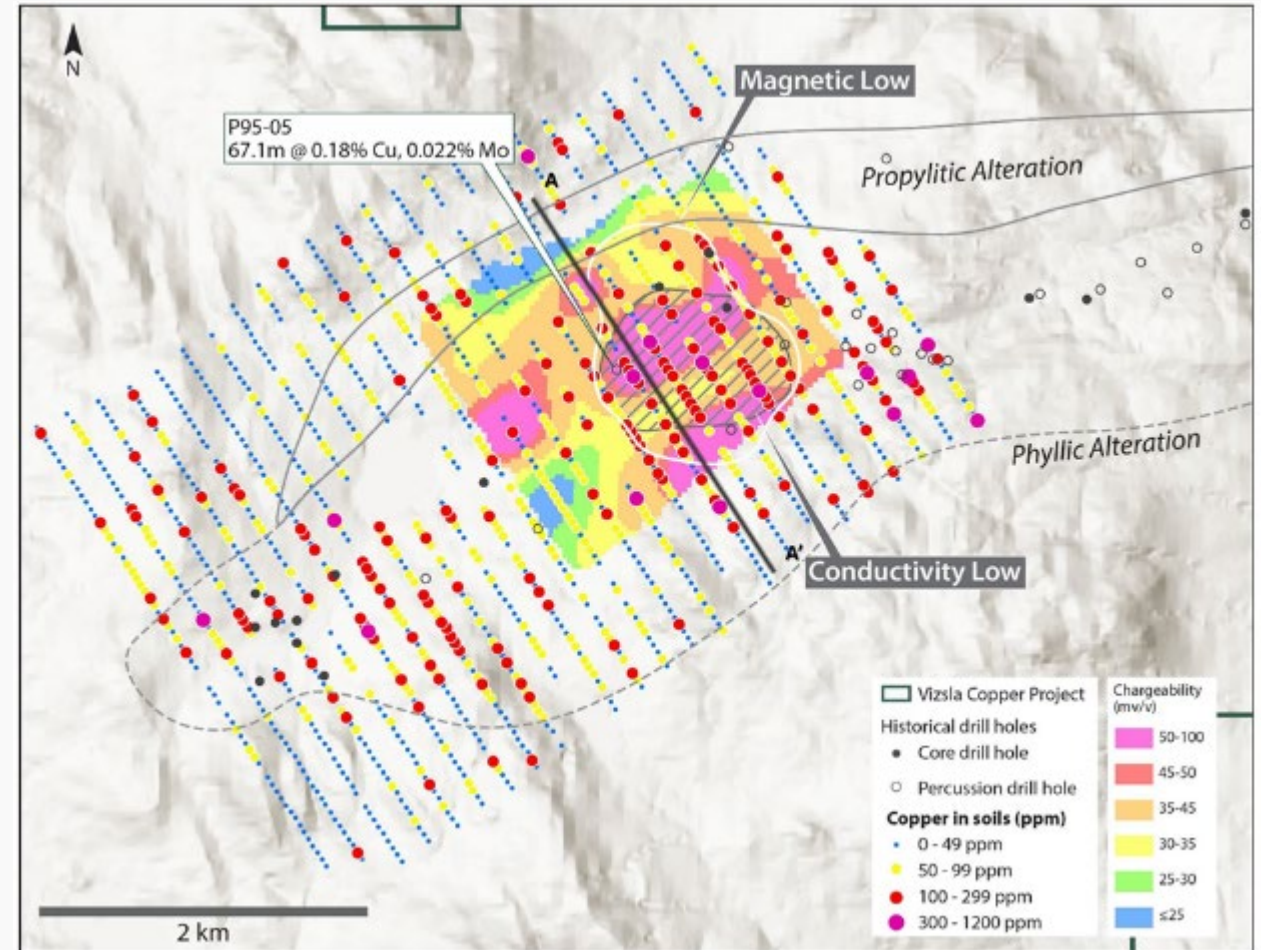 N
Magnetic Low
P95-05
67.1m @ 0.18% Cu, 0.022% Mo
A
Propylitic Alteration
Phyllic Alteration
A'
Conductivity Low
Vizsla Copper Project
Historical drill holes
Core drill hole
Percussion drill hole
Copper in soils (ppm)
0 - 49 ppm
50 - 99 ppm
100 - 299 ppm
300 - 1200 ppm
Chargeability
(mv/v)
50-100
45-50
35-45
30-35
25-30
≤25
2 km